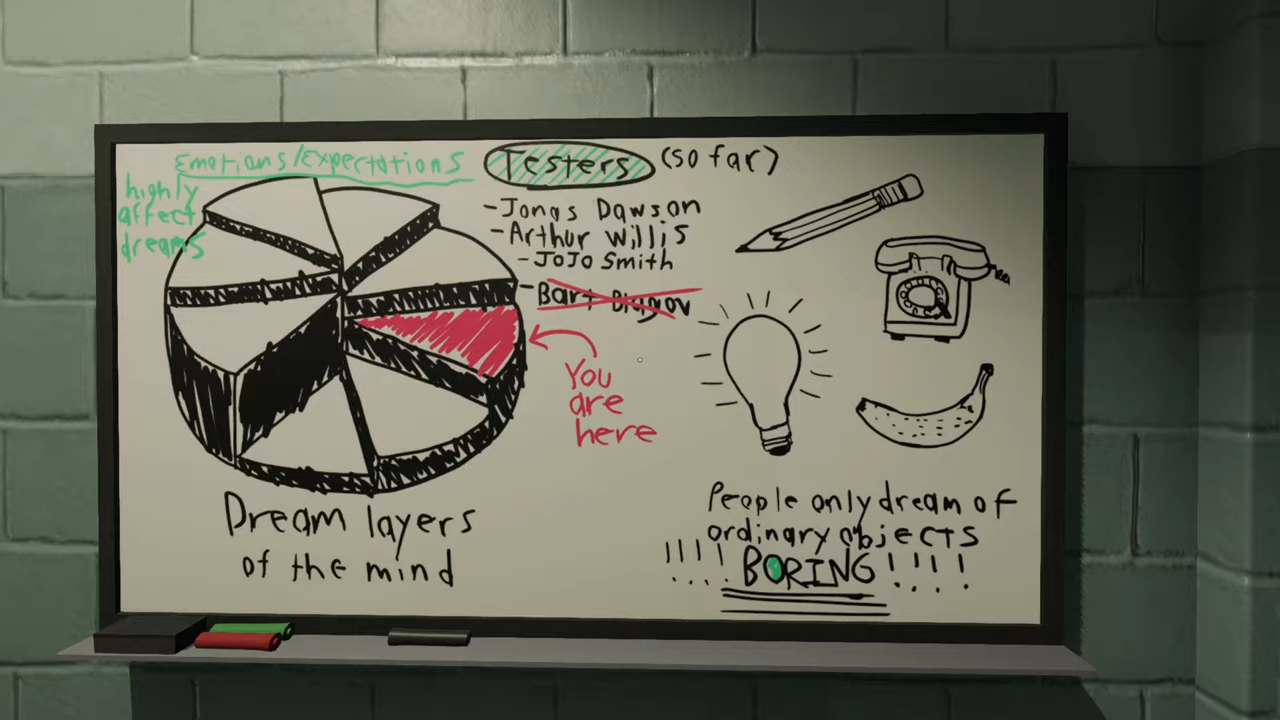 Emotions/Expectations
highly
affect
dreams
Testers (so far)
-Jonas Dawson
-Arthur Willis
-JoJo Smith
-Bart
You
are
here
Dream layers
of the mind
People only dream of
ordinary objects
!!!! BORING !!!!